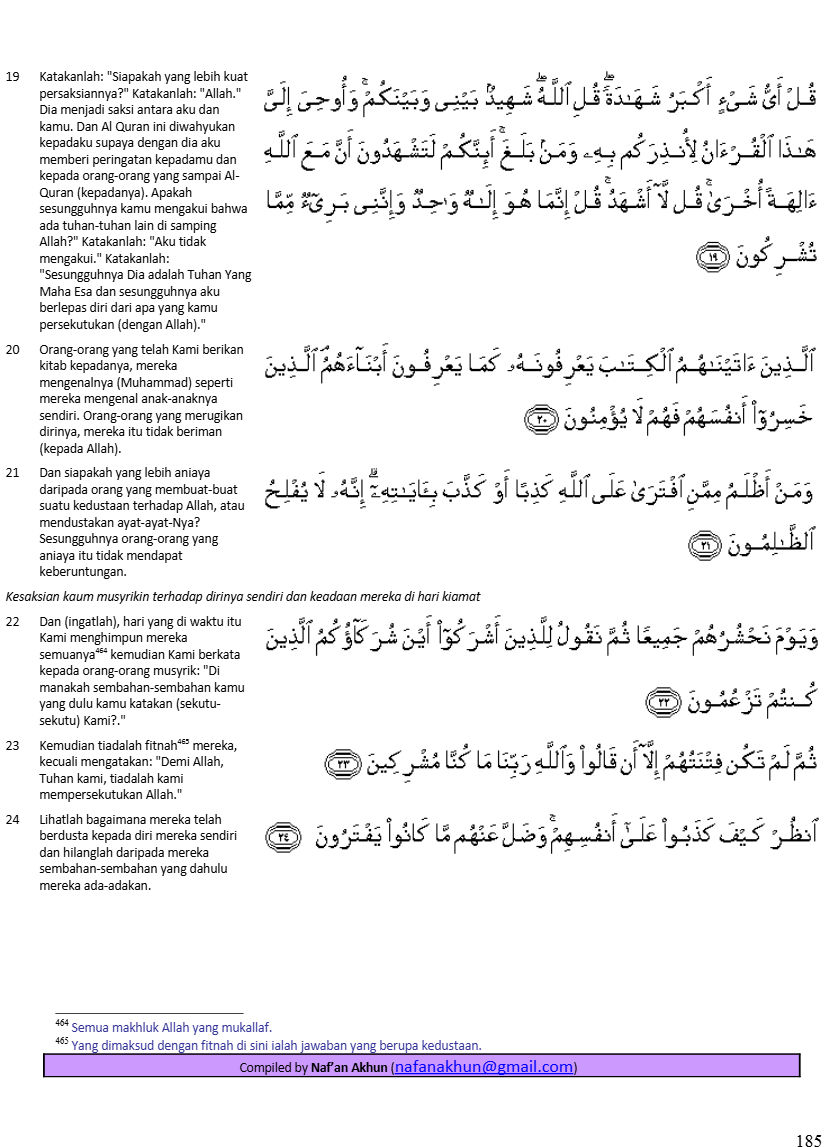 19 Katakanlah: "Siapakah yang lebih kuat
persaksiannya?" Katakanlah: "Allah."
Dia menjadi saksi antara aku dan
kamu. Dan Al Quran ini diwahyukan
kepadaku supaya dengan dia aku
memberi peringatan kepadamu dan
kepada orang-orang yang sampai Al-
Quran (kepadanya). Apakah
sesungguhnya kamu mengakui bahwa
ada tuhan-tuhan lain di samping
Allah?" Katakanlah: "Aku tidak
mengakui." Katakanlah:
"Sesungguhnya Dia adalah Tuhan Yang
Maha Esa dan sesungguhnya aku
berlepas diri dari apa yang kamu
persekutukan (dengan Allah)."
قُلْ أَىُّ شَىْءٍ أَكْبَرُ شَهَـٰدَةًۖ قُلِ ٱللَّهُۖ شَهِيدٌۢ بَيْنِى وَبَيْنَكُمْۚ وَأُوحِىَ إِلَىَّ
هَـٰذَا ٱلْقُرْءَانُ لِأُنذِرَكُم بِهِۦ وَمَنۢ بَلَغَۚ أَئِنَّكُمْ لَتَشْهَدُونَ أَنَّ مَعَ ٱللَّهِ
ءَالِهَةً أُخْرَىٰۚ قُل لَّآ أَشْهَدُۚ قُلْ إِنَّمَا هُوَ إِلَـٰهٌ وَٰحِدٌ وَإِنَّنِى بَرِىٓءٌ مِّمَّا
تُشْرِكُونَ ١٩
20 Orang-orang yang telah Kami berikan
kitab kepadanya, mereka
mengenalnya (Muhammad) seperti
mereka mengenal anak-anaknya
sendiri. Orang-orang yang merugikan
dirinya, mereka itu tidak beriman
(kepada Allah).
ٱلَّذِينَ ءَاتَيْنَـٰهُمُ ٱلْكِتَـٰبَ يَعْرِفُونَهُۥ كَمَا يَعْرِفُونَ أَبْنَآءَهُمُۘ ٱلَّذِينَ
خَسِرُوٓا۟ أَنفُسَهُمْ فَهُمْ لَا يُؤْمِنُونَ ٢٠
21 Dan siapakah yang lebih aniaya
daripada orang yang membuat-buat
suatu kedustaan terhadap Allah, atau
mendustakan ayat-ayat-Nya?
Sesungguhnya orang-orang yang
aniaya itu tidak mendapat
keberuntungan.
وَمَنْ أَظْلَمُ مِمَّنِ ٱفْتَرَىٰ عَلَى ٱللَّهِ كَذِبًا أَوْ كَذَّبَ بِـَٔايَـٰتِهِۦٓۗ إِنَّهُۥ لَا يُفْلِحُ
ٱلظَّـٰلِمُونَ ٢١
Kesaksian kaum musyrikin terhadap dirinya sendiri dan keadaan mereka di hari kiamat
22 Dan (ingatlah), hari yang di waktu itu
Kami menghimpun mereka
semuanya464 kemudian Kami berkata
kepada orang-orang musyrik: "Di
manakah sembahan-sembahan kamu
yang dulu kamu katakan (sekutu-
sekutu) Kami?."
وَيَوْمَ نَحْشُرُهُمْ جَمِيعًا ثُمَّ نَقُولُ لِلَّذِينَ أَشْرَكُوٓا۟ أَيْنَ شُرَكَآؤُكُمُ ٱلَّذِينَ
كُنتُمْ تَزْعُمُونَ ٢٢
23 Kemudian tiadalah fitnah465 mereka,
kecuali mengatakan: "Demi Allah,
Tuhan kami, tiadalah kami
mempersekutukan Allah."
ثُمَّ لَمْ تَكُن فِتْنَتُهُمْ إِلَّآ أَن قَالُوا۟ وَٱللَّهِ رَبِّنَا مَا كُنَّا مُشْرِكِينَ ٢٣
24 Lihatlah bagaimana mereka telah
berdusta kepada diri mereka sendiri
dan hilanglah daripada mereka
sembahan-sembahan yang dahulu
mereka ada-adakan.
ٱنظُرْ كَيْفَ كَذَبُوا۟ عَلَىٰٓ أَنفُسِهِمْۚ وَضَلَّ عَنْهُم مَّا كَانُوا۟ يَفْتَرُونَ ٢٤
464 Semua makhluk Allah yang mukallaf.
465 Yang dimaksud dengan fitnah di sini ialah jawaban yang berupa kedustaan.
Compiled by Naf'an Akhun (nafanakhun@gmail.com)
185